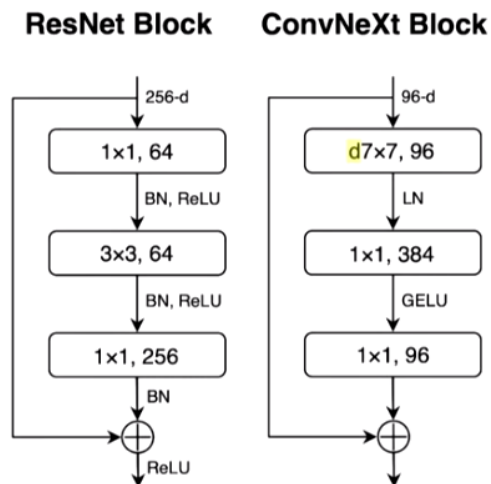 ResNet Block
256-d
1×1, 64
BN, ReLU
3×3, 64
BN, ReLU
1×1, 256
BN
ReLU
ConvNeXt Block
96-d
d7×7, 96
LN
1×1, 384
GELU
1×1, 96